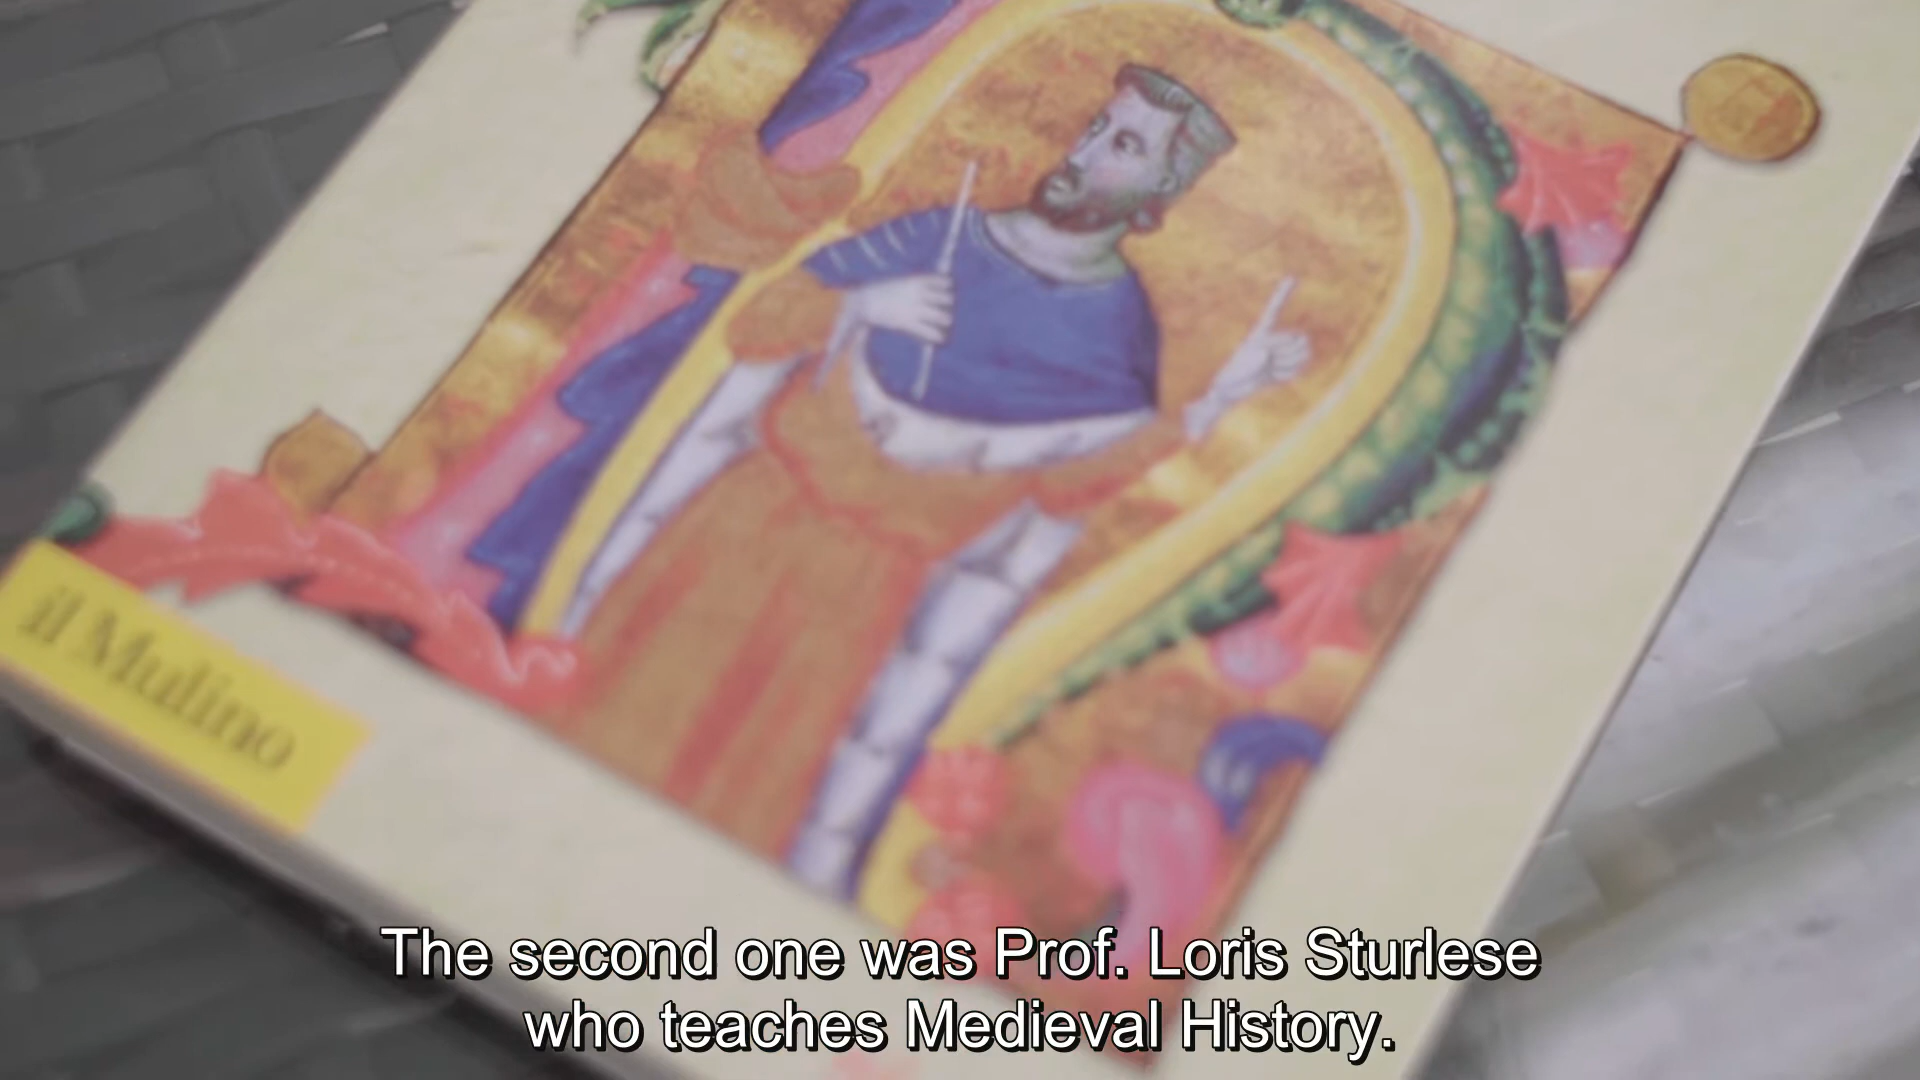 il Mulino
The second one was Prof. Loris Sturlese
who teaches Medieval History.